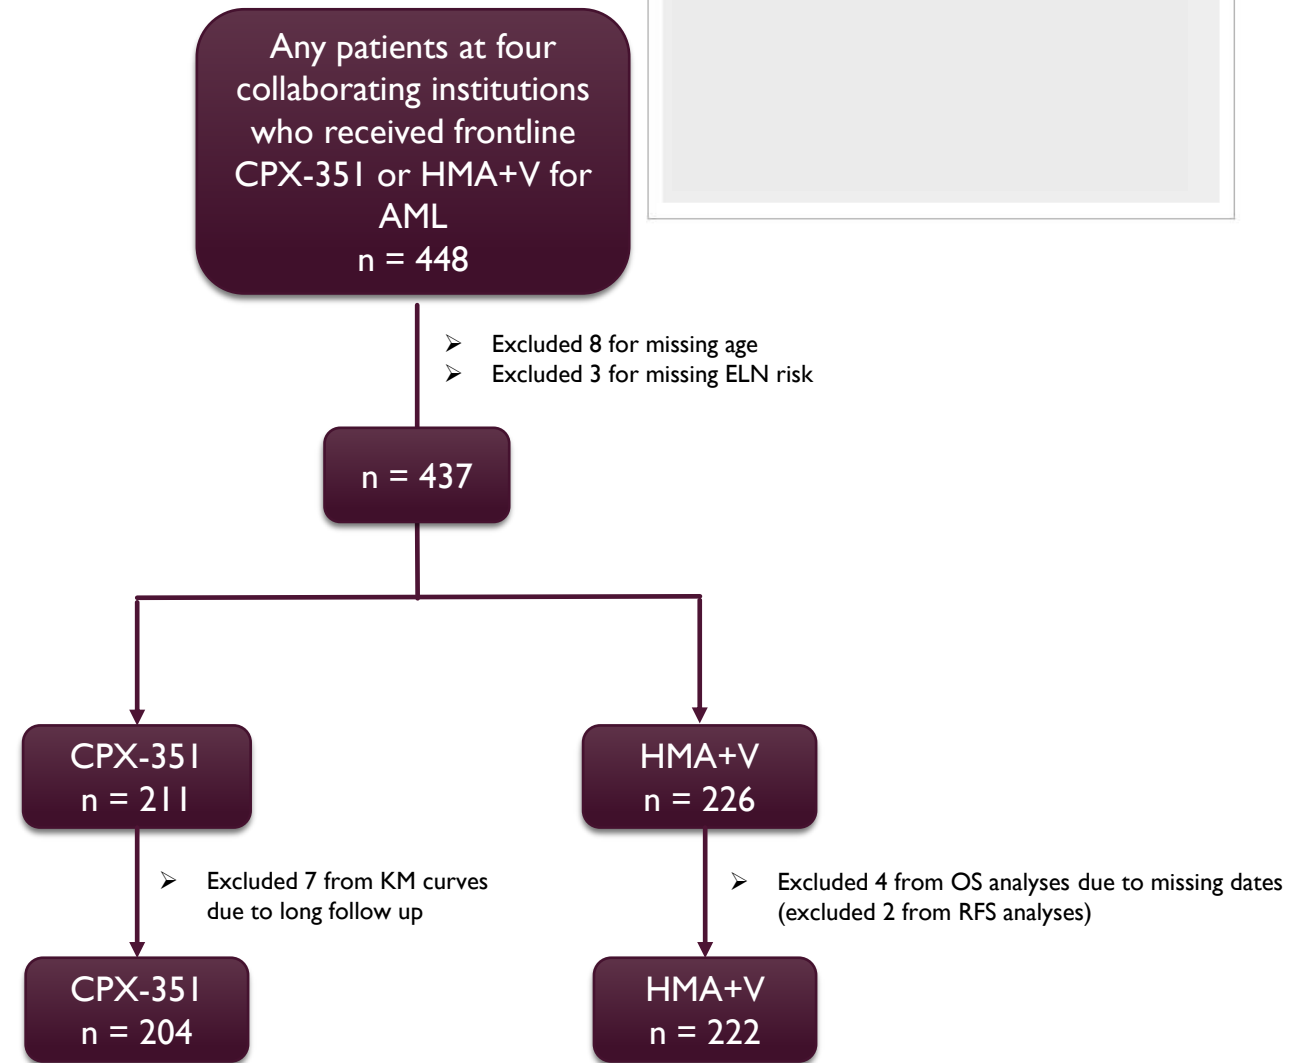 Any patients at four
collaborating institutions
who received frontline
CPX-351 or HMA+V for
AML
n = 448
➢ Excluded 8 for missing age
➢ Excluded 3 for missing ELN risk
n = 437
CPX-351
n = 211
HMA+V
n = 226
➢ Excluded 7 from KM curves
due to long follow up
➢ Excluded 4 from OS analyses due to missing dates
(excluded 2 from RFS analyses)
CPX-351
n = 204
HMA+V
n = 222